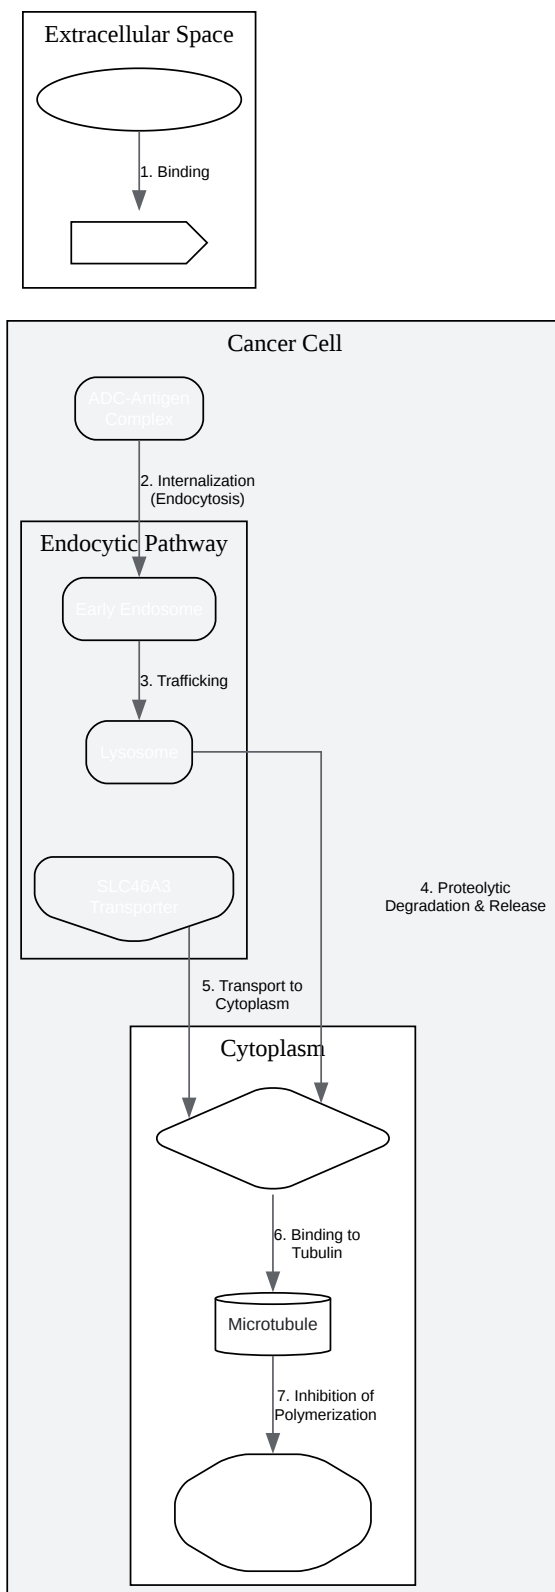 Extracellular Space
1. Binding
Cancer Cell
ADC-Antigen
Complex
2. Internalization
(Endocytosis)
Endocytic Pathway
Early Endosome
3. Trafficking
Lysosome
SLC46A3
Transporter
4. Proteolytic
Degradation & Release
5. Transport to
Cytoplasm
Cytoplasm
6. Binding to
Tubulin
Microtubule
7. Inhibition of
Polymerization